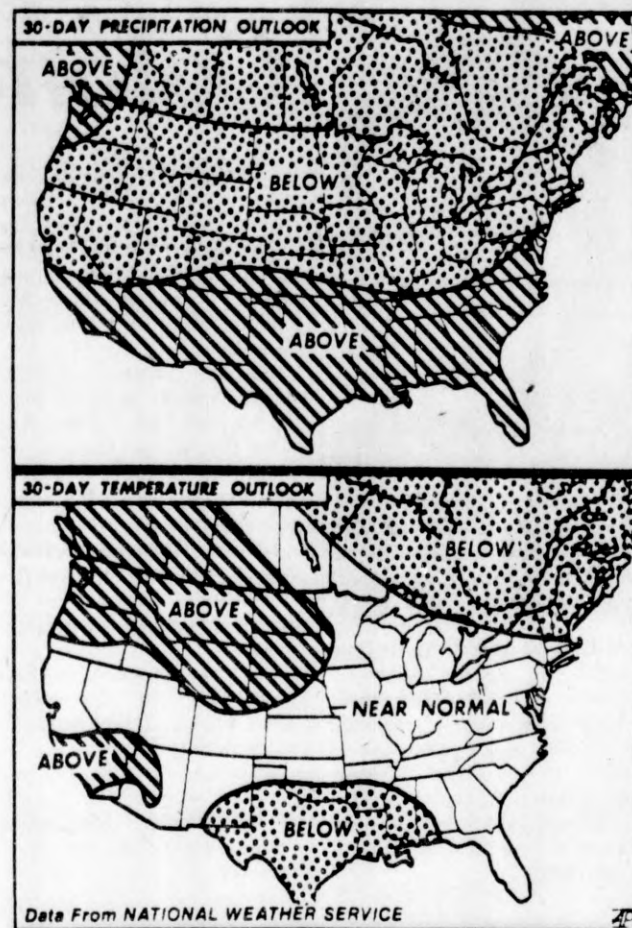 30-DAY PRECIPITATION OUTLOOK
ABOVE
ABOVE
BELOW
ABOVE
30-DAY TEMPERATURE OUTLOOK
BELOW
ABOVE
NEAR NORMAL
ABOVE
BELOW
Data From NATIONAL WEATHER SERVICE
AP